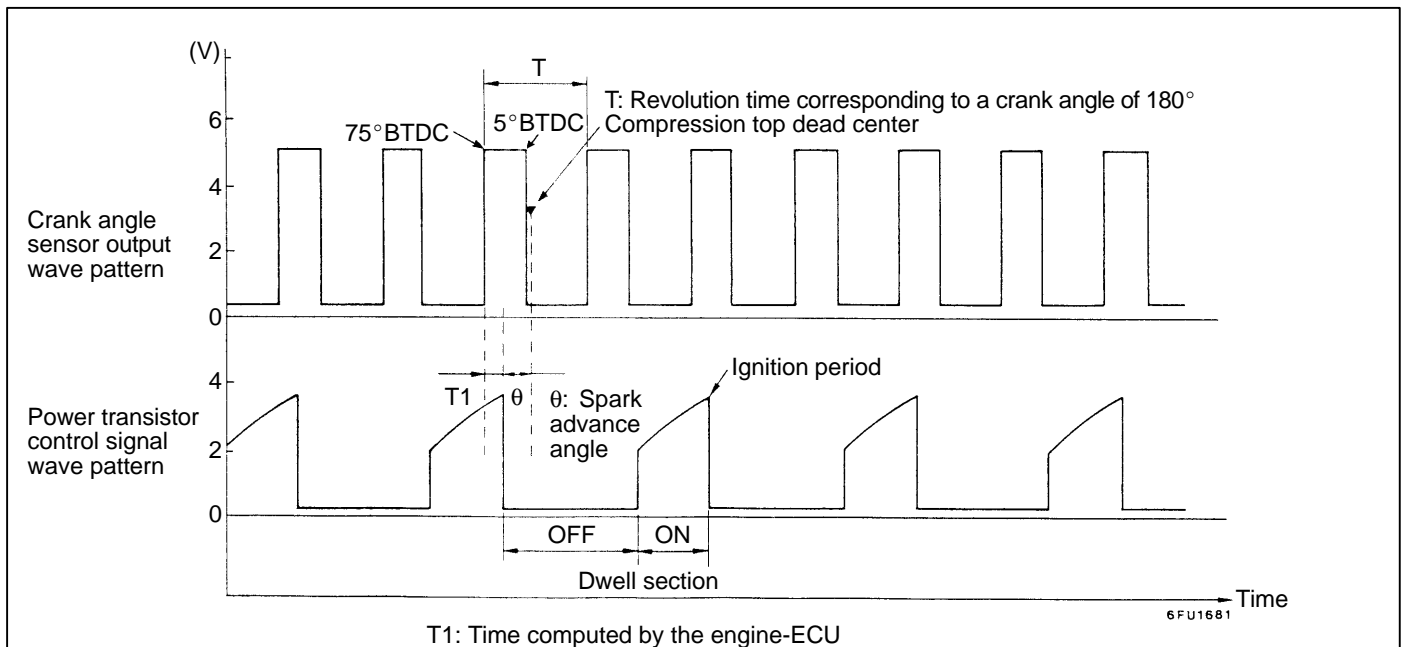 (V)
T
T: Revolution time corresponding to a crank angle of 180°
Compression top dead center
75°BTDC
5°BTDC
6
4
2
0
Crank angle
sensor output
wave pattern
4
2
0
T1
θ
θ: Spark
advance
angle
Ignition period
Power transistor
control signal
wave pattern
OFF
ON
Dwell section
Time
6FU1681
T1: Time computed by the engine-ECU